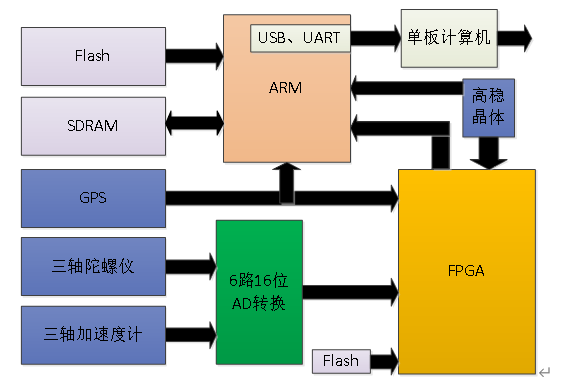 Flash
USB、UART
单板计算机
ARM
SDRAM
高稳
晶体
GPS
三轴陀螺仪
6路16位
AD转换
FPGA
三轴加速度计
Flash